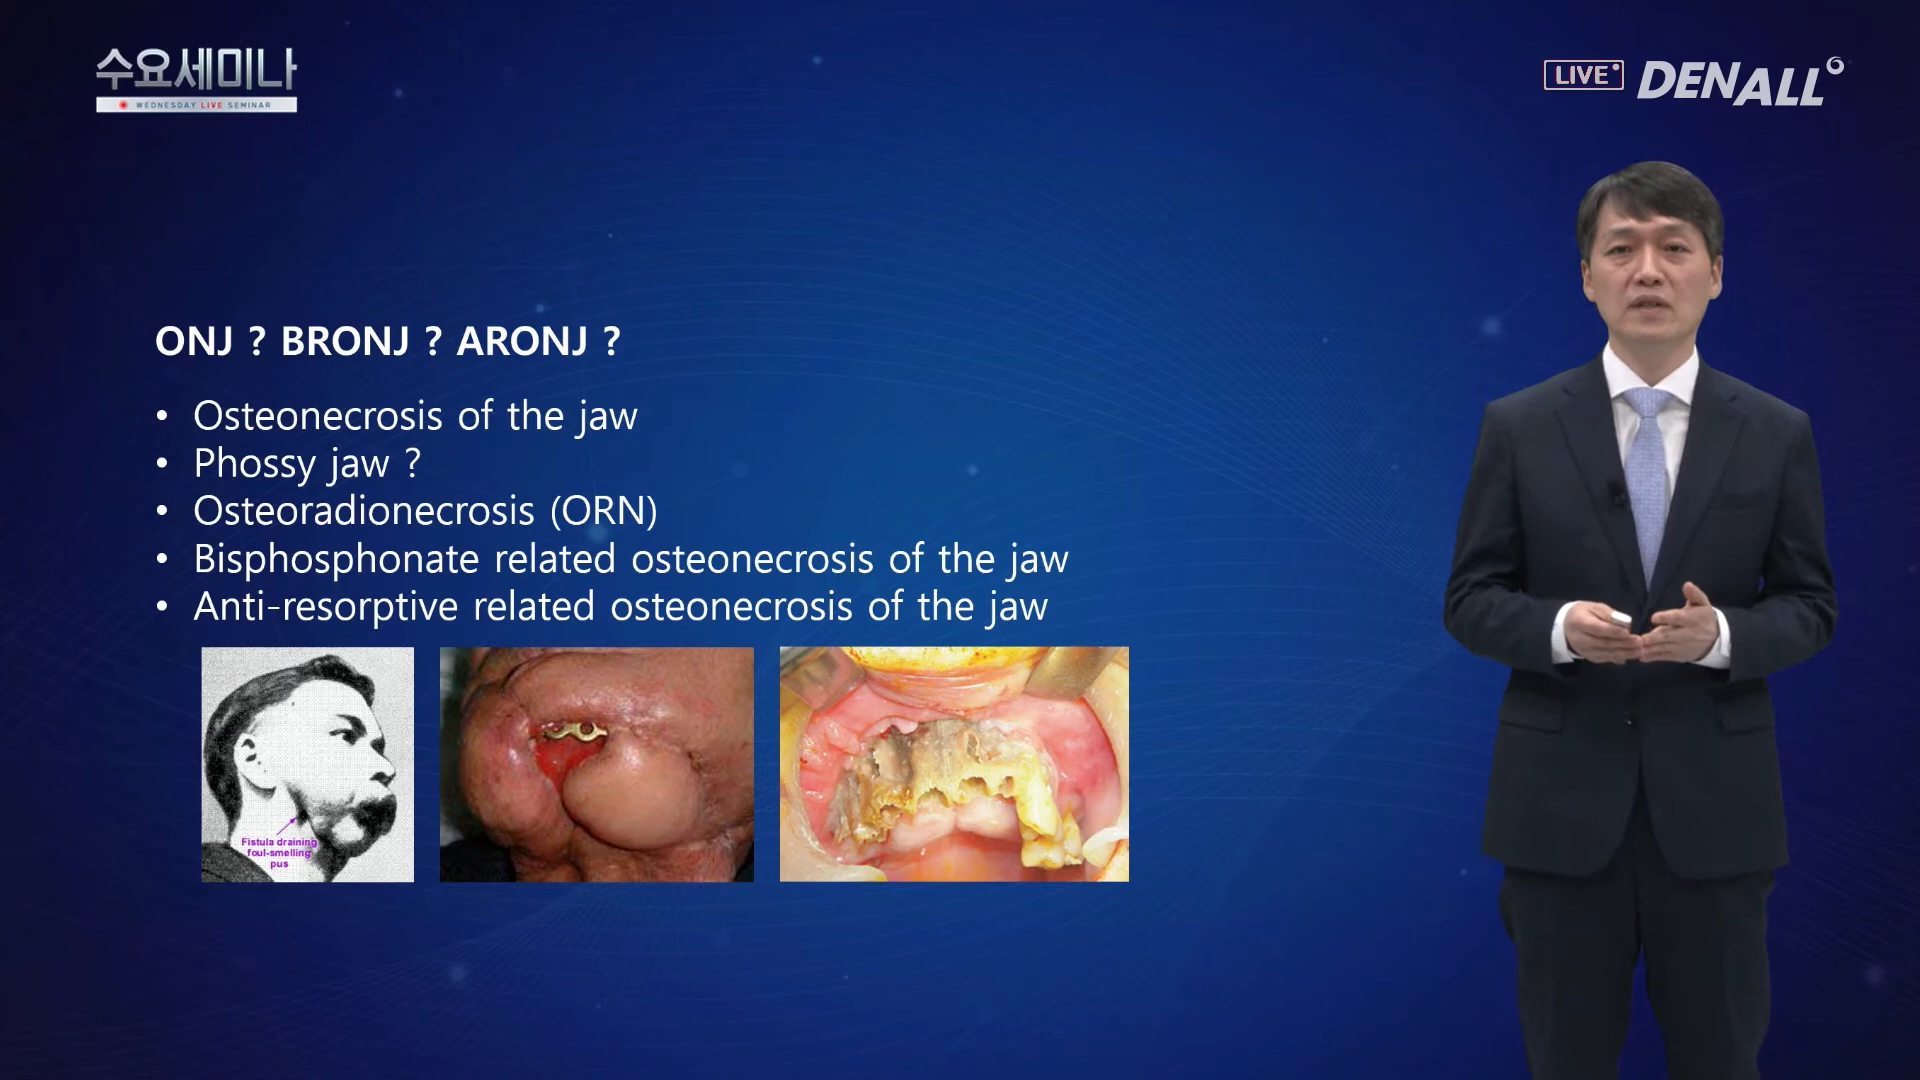 수요세미나
WEDNESDAY LIVE SEMINAR
LIVE
DENALL
ONJ ? BRONJ ? ARONJ ?
• Osteonecrosis of the jaw
• Phossy jaw ?
• Osteoradionecrosis (ORN)
• Bisphosphonate related osteonecrosis of the jaw
• Anti-resorptive related osteonecrosis of the jaw
Fistula draining
foul-smelling
pus